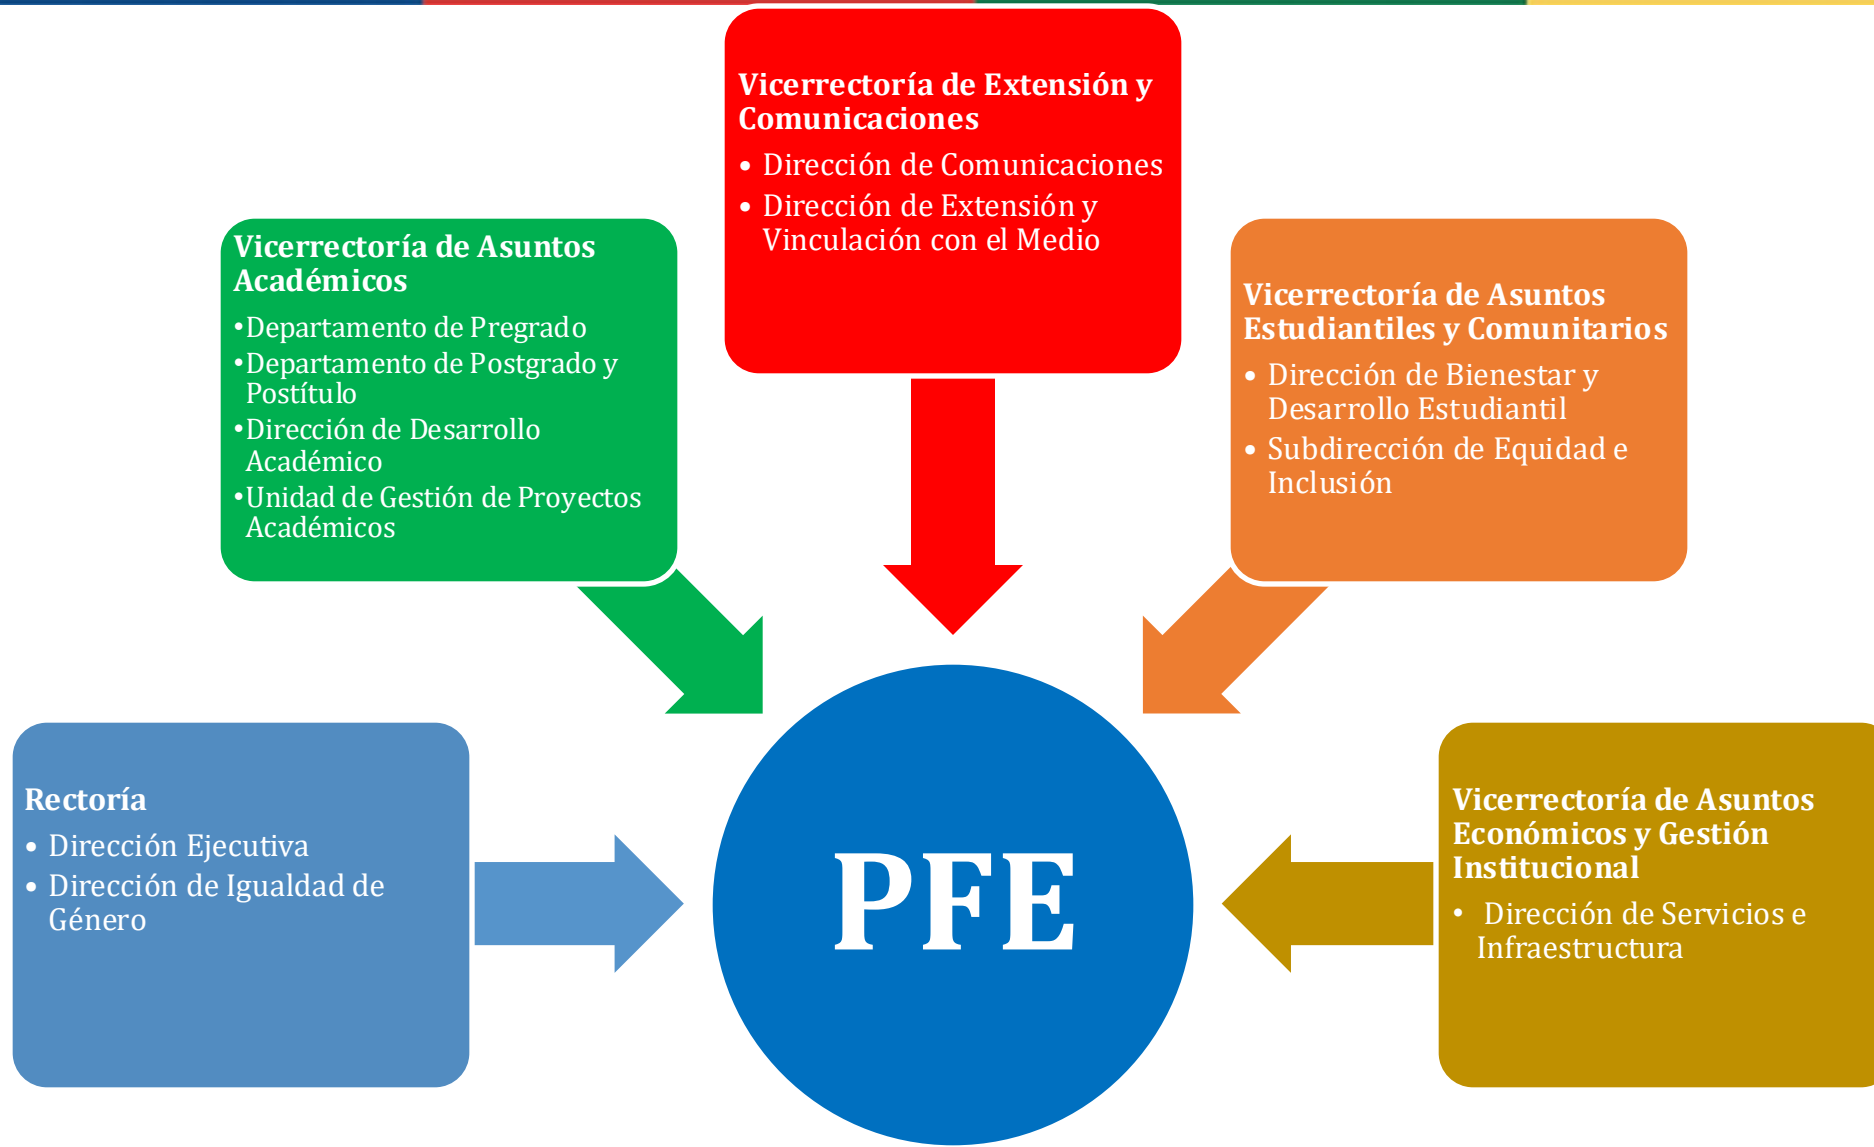 Vicerrectoría de Extensión y
Comunicaciones
• Dirección de Comunicaciones
• Dirección de Extensión y
Vinculación con el Medio
Vicerrectoría de Asuntos
Académicos
•Departamento de Pregrado
•Departamento de Postgrado y
Postítulo
•Dirección de Desarrollo
Académico
•Unidad de Gestión de Proyectos
Académicos
Vicerrectoría de Asuntos
Estudiantiles y Comunitarios
• Dirección de Bienestar y
Desarrollo Estudiantil
• Subdirección de Equidad e
Inclusión
Rectoría
• Dirección Ejecutiva
• Dirección de Igualdad de
Género
PFE
Vicerrectoría de Asuntos
Económicos y Gestión
Institucional
• Dirección de Servicios e
Infraestructura